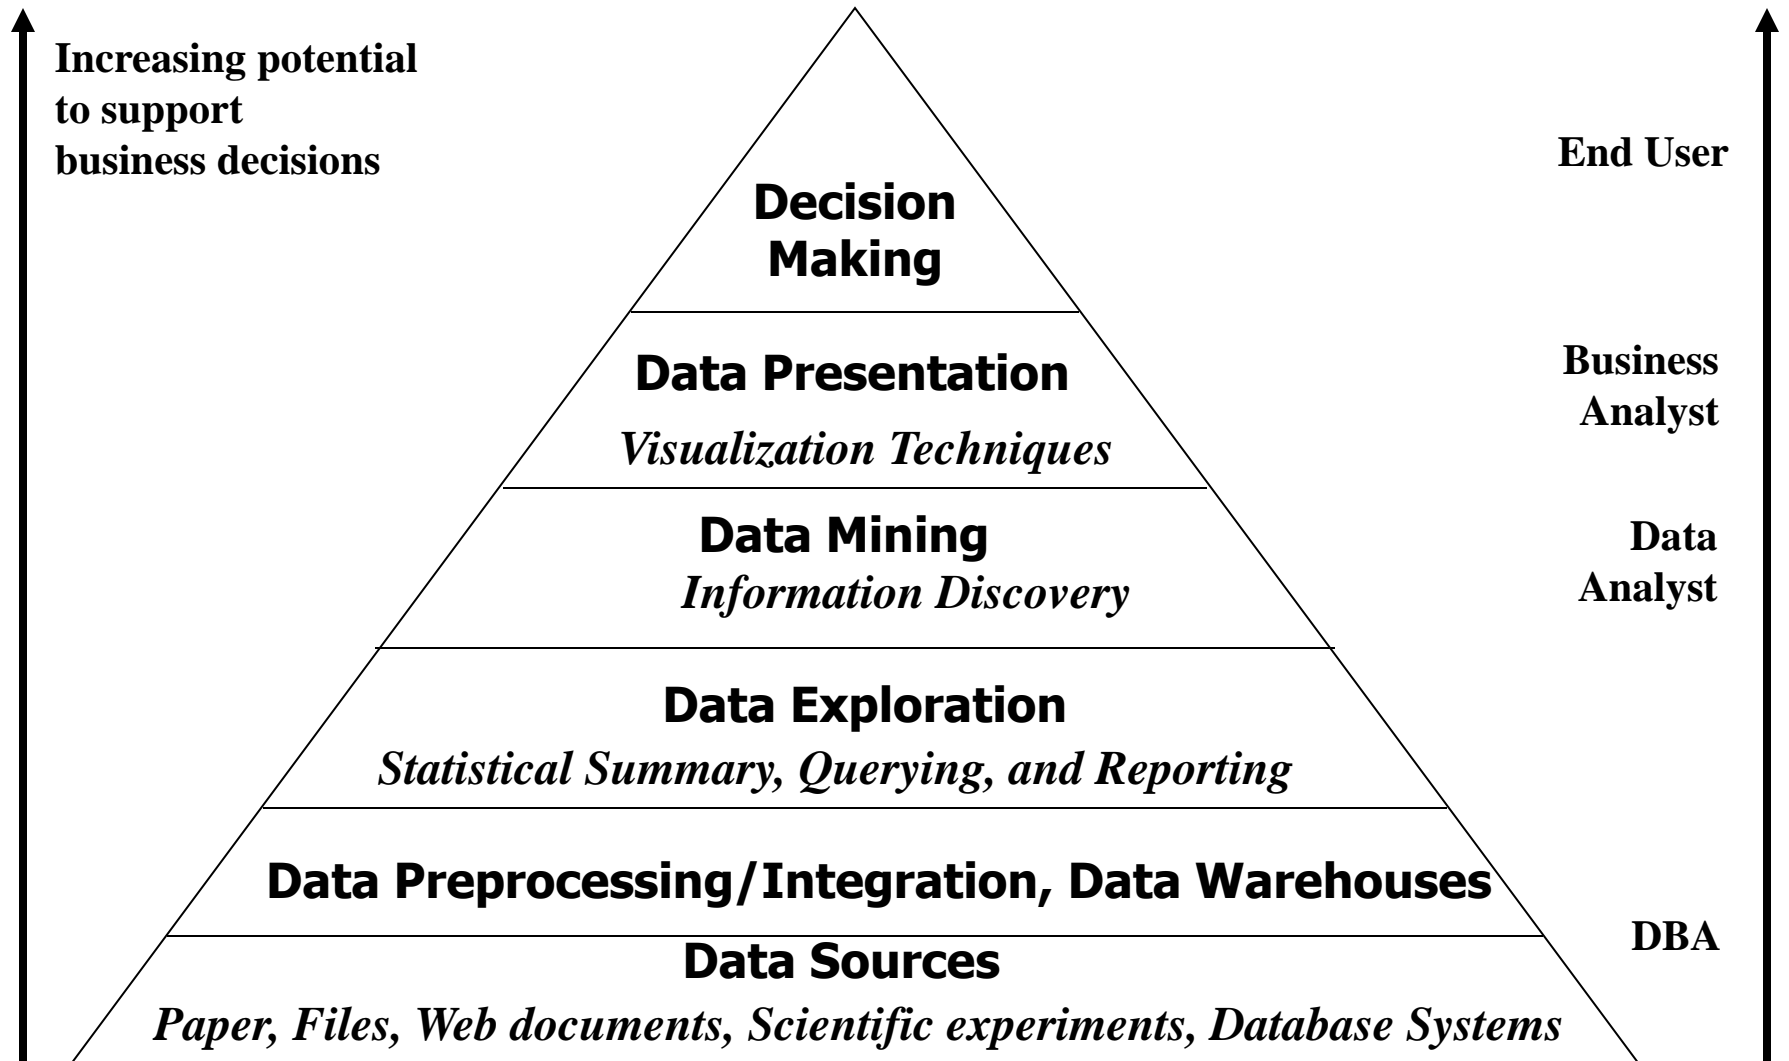 Increasing potential
to support
business decisions
End User
Decision
Making
Business
Analyst
Data Presentation
Visualization Techniques
Data Mining
Information Discovery
Data
Analyst
Data Exploration
Statistical Summary, Querying, and Reporting
Data Preprocessing/Integration, Data Warehouses
DBA
Data Sources
Paper, Files, Web documents, Scientific experiments, Database Systems